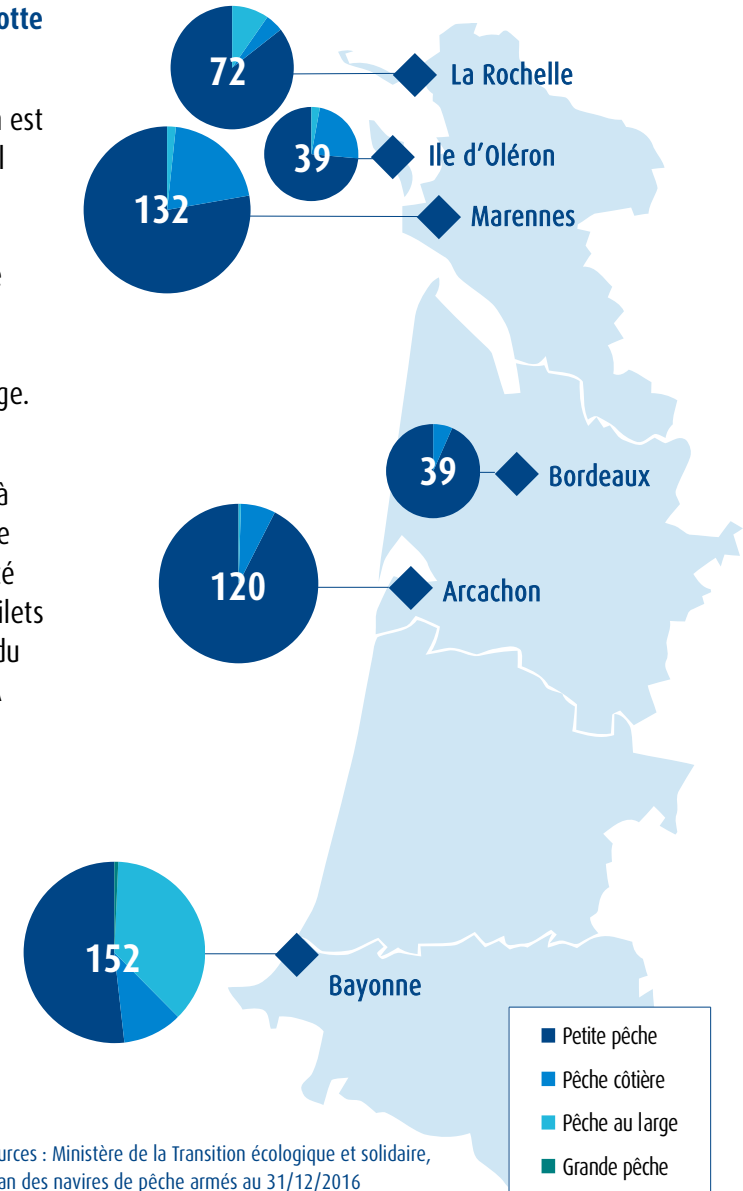 otte
est
ge.
à
ilets
du
72
La Rochelle
39
Ile d'Oléron
132
Marennes
39
Bordeaux
120
Arcachon
152
Bayonne
Petite pêche
Pêche côtière
Pêche au large
Grande pêche
urces : Ministère de la Transition écologique et solidaire,
an des navires de pêche armés au 31/12/2016